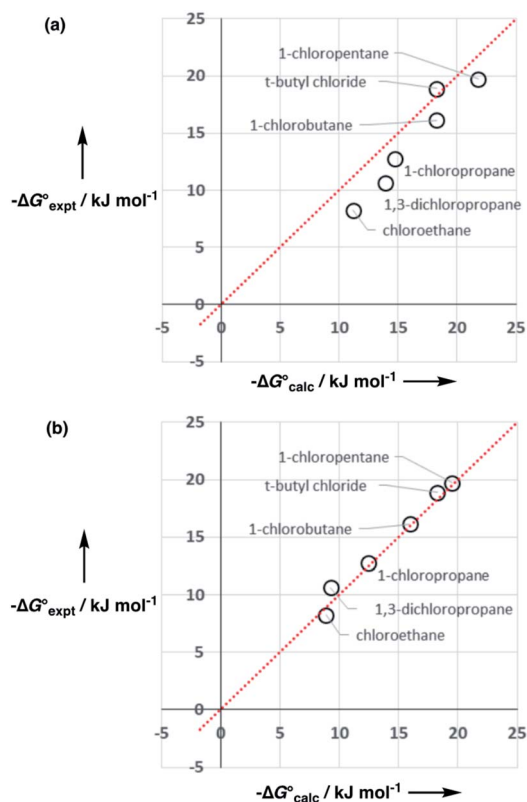 (a)
25
1-chloropentane
20
t-butyl chloride
15
1-chlorobutane
1-chloropropane
-ΔG°expt / kJ mol-1
10
1,3-dichloropropane
5
chloroethane
0
-5 0 5 10 15 20 25
-5
-ΔG°calc / kJ mol-1
(b)
25
1-chloropentane
20
t-butyl chloride
15
1-chlorobutane
1-chloropropane
-ΔG°expt / kJ mol-1
10
1,3-dichloropropane
5
chloroethane
0
-5 0 5 10 15 20 25
-5
-ΔG°calc / kJ mol-1